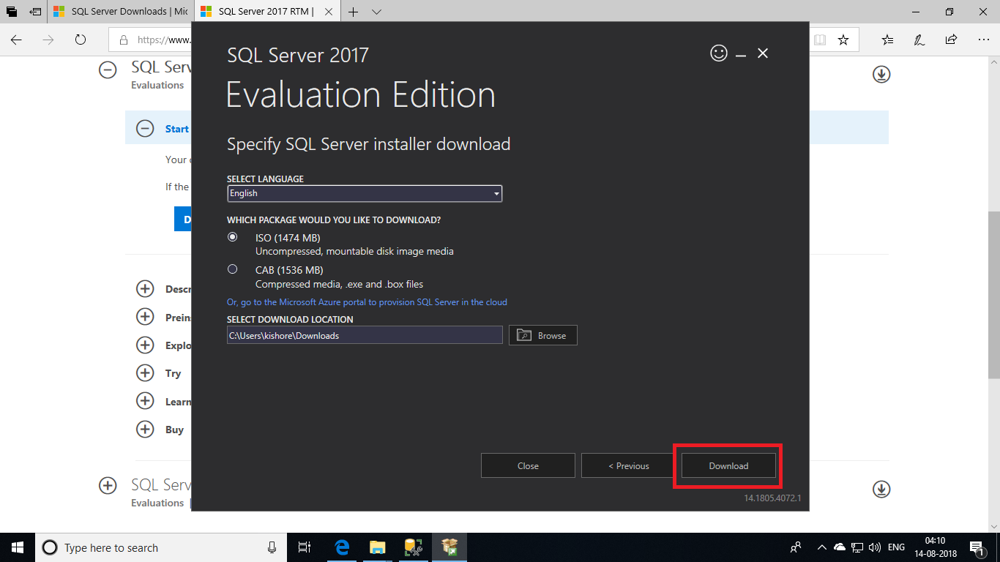 SQL Server Downloads | Mic
SQL Server 2017 RTM |
https://www.
SQL Serv
Evaluations
Start
Your
If the
D
Descr
Prein
Explo
Try
Learn
Buy
SQL Serv
Evaluations
SQL Server 2017
Evaluation Edition
Specify SQL Server installer download
SELECT LANGUAGE
English
WHICH PACKAGE WOULD YOU LIKE TO DOWNLOAD?
ISO (1474 MB)
Uncompressed, mountable disk image media
CAB (1536 MB)
Compressed media, .exe and .box files
Or, go to the Microsoft Azure portal to provision SQL Server in the cloud
SELECT DOWNLOAD LOCATION
C:\Users\kishore\Downloads
Browse
Close
< Previous
Download
14.1805.4072.1
Type here to search
ENG
04:10
14-08-2018
1